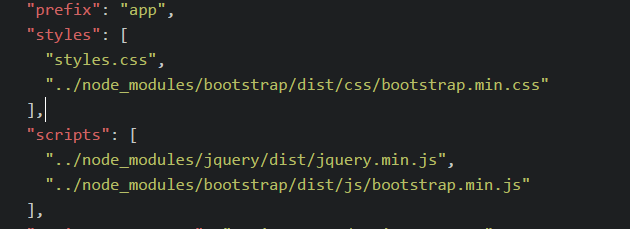 "prefix": "app",
"styles": [
"styles.css",
"../node_modules/bootstrap/dist/css/bootstrap.min.css"
],
"scripts": [
"../node_modules/jquery/dist/jquery.min.js",
"../node_modules/bootstrap/dist/js/bootstrap.min.js"
],